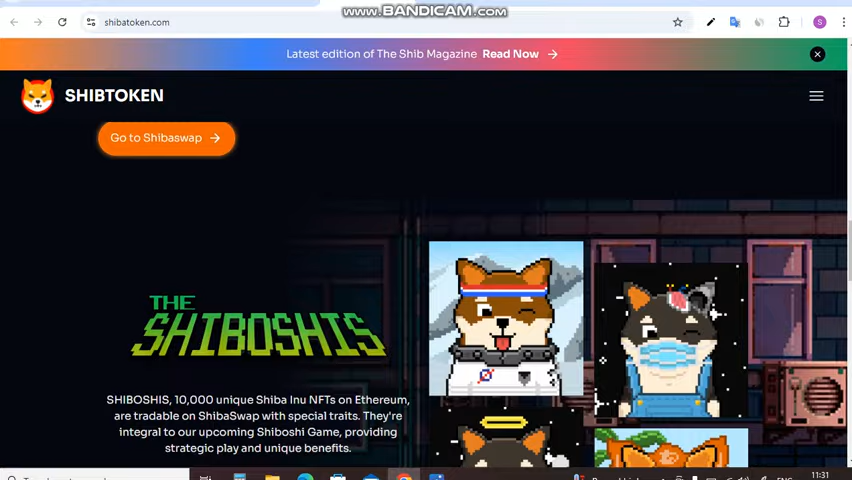 www.BANDICAM.com
shibatoken.com
S
Latest edition of The Shib Magazine Read Now →
SHIBTOKEN
Go to Shibaswap →
THE
SHIBOSHIS
SHIBOSHIS, 10,000 unique Shiba Inu NFTs on Ethereum,
are tradable on ShibaSwap with special traits. They're
integral to our upcoming Shiboshi Game, providing
strategic play and unique benefits.
ENG
11:31